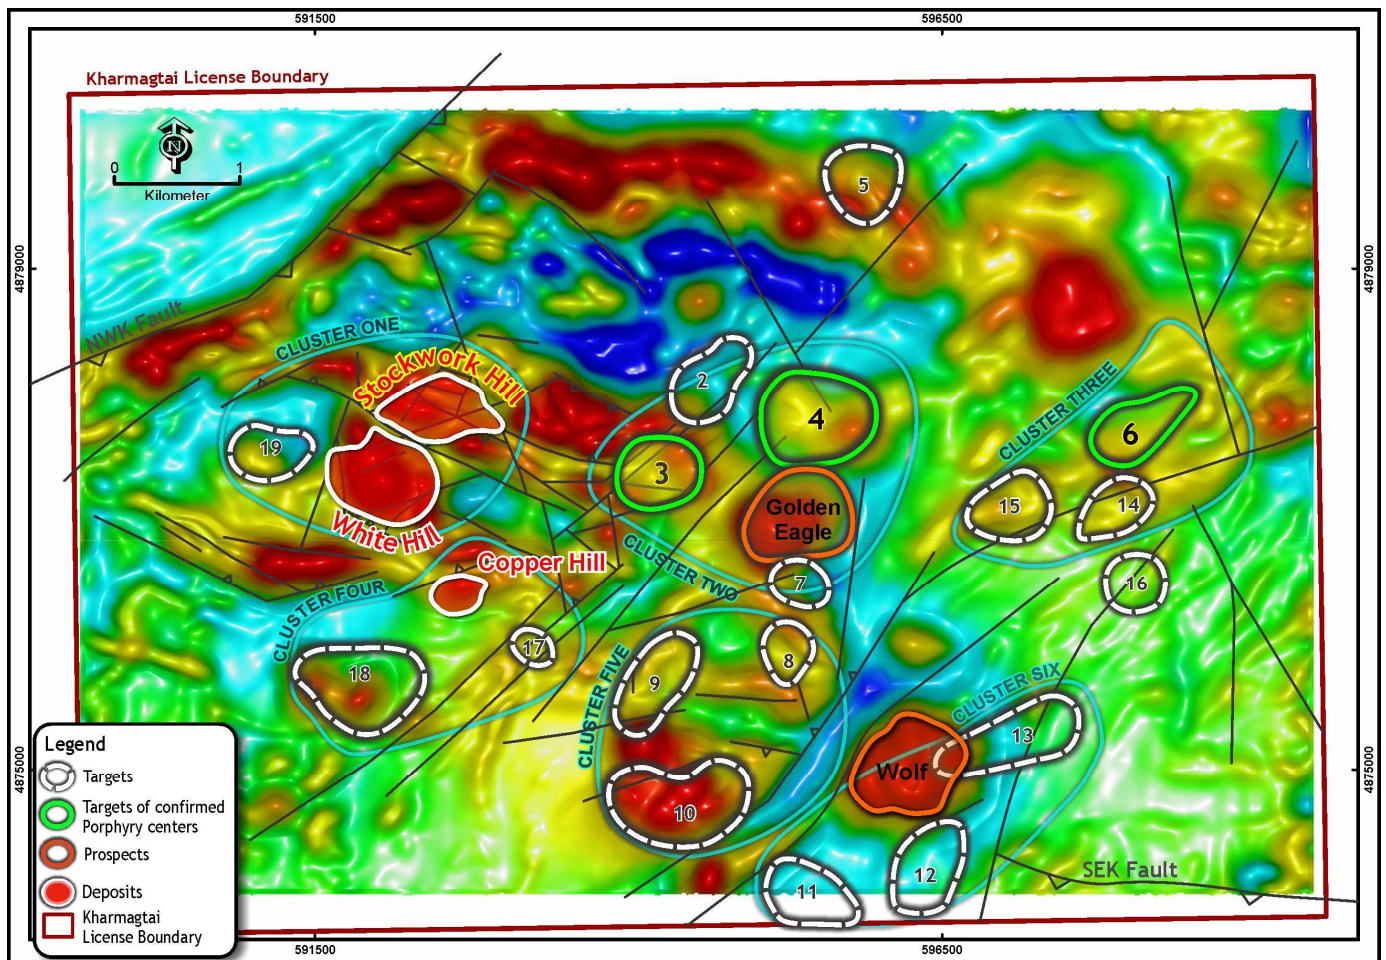 591500
596500
Kharmagtai License Boundary
N
0
1
Kilometer
5
4879000
4879000
NWK Fault
CLUSTER ONE
Stockwork Hill
2
4
CLUSTER THREE
6
19
3
White Hill
Golden
Eagle
15
14
Copper Hill
CLUSTER TWO
7
16
CLUSTER FOUR
17
8
18
9
CLUSTER FIVE
CLUSTER SIX
13
Wolf
10
4875000
4875000
11
12
SEK Fault
Legend
Targets
Targets of confirmed
Porphyry centers
Prospects
Deposits
Kharmagtai
License Boundary
591500
596500